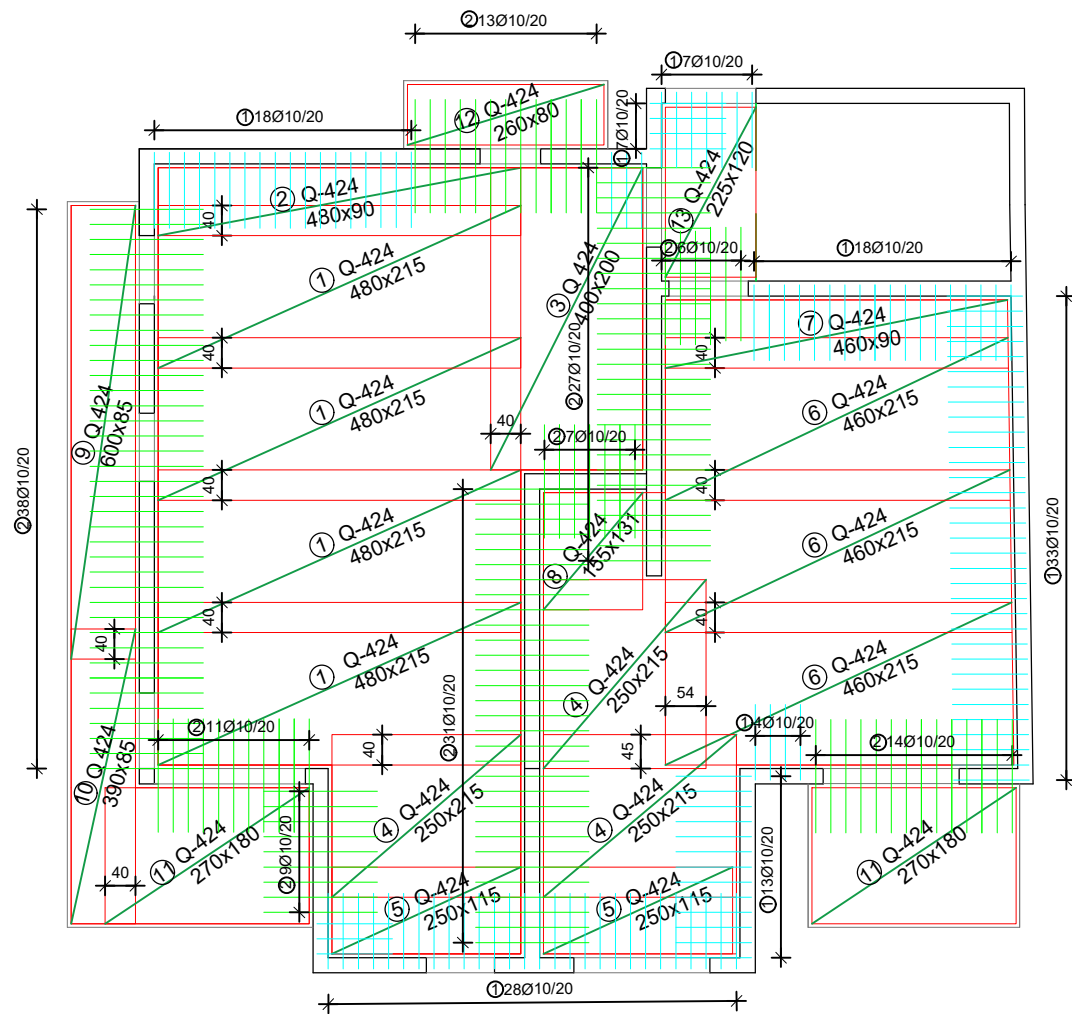 ②13Ø10/20
①7Ø10/20
①18Ø10/20
①7Ø10/20
⑫ Q-424
260x80
② Q-424
480x90
⑬ Q-424
225x120
40
②6Ø10/20
①18Ø10/20
① Q-424
480x215
③ Q-424
400x200
⑦ Q-424
460x90
40
40
②27Ø10/20
① Q-424
480x215
⑥ Q-424
460x215
⑨ Q-424
600x85
40
②7Ø10/20
②38Ø10/20
40
40
① Q-424
480x215
⑧ Q-424
155x131
⑥ Q-424
460x215
①33Ø10/20
40
40
40
① Q-424
480x215
④ Q-424
250x215
⑥ Q-424
460x215
54
②11Ø10/20
40
②31Ø10/20
45
①4Ø10/20
②14Ø10/20
⑩ Q-424
390x85
④ Q-424
250x215
④ Q-424
250x215
⑪ Q-424
270x180
40
②9Ø10/20
①13Ø10/20
⑪ Q-424
270x180
⑤ Q-424
250x115
⑤ Q-424
250x115
①28Ø10/20